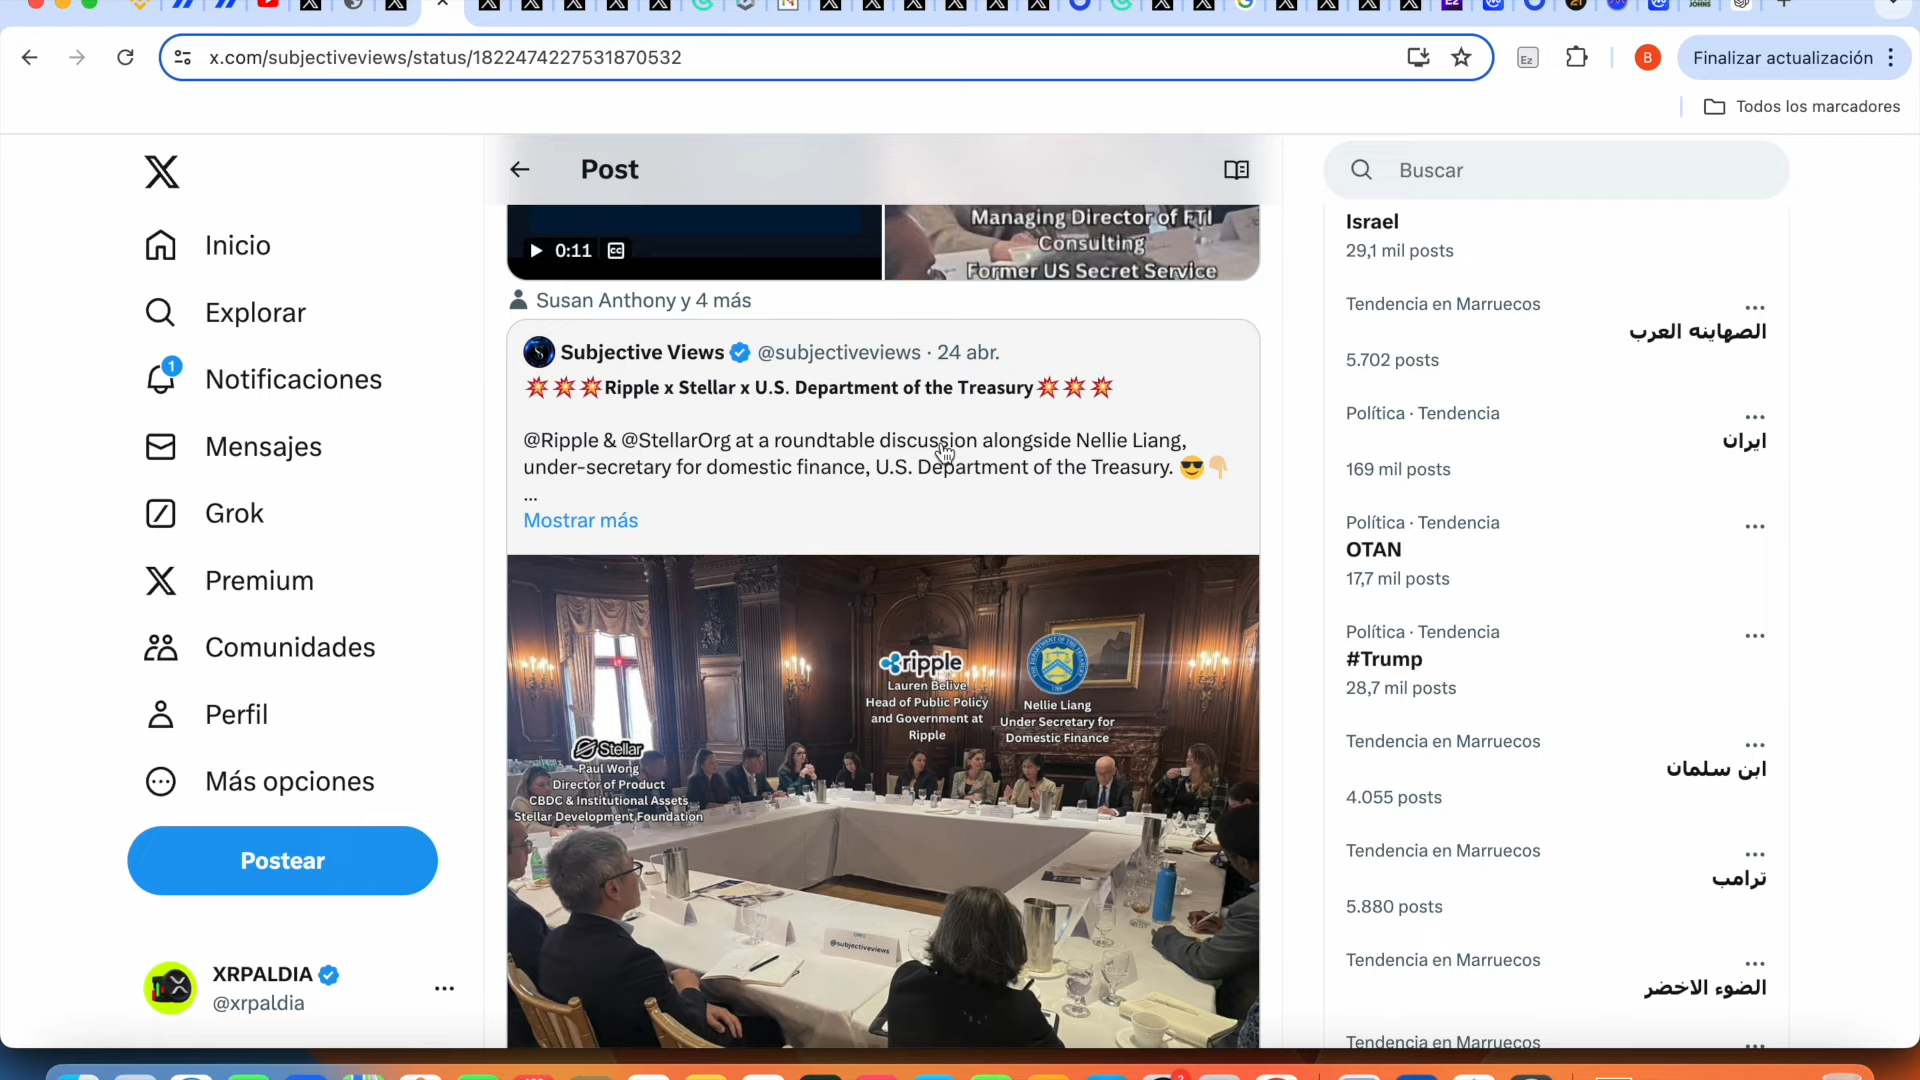 x.com/subjectiveviews/status/1822474227531870532
Ez
B
Finalizar actualización
Todos los marcadores
Inicio
Explorar
1
Notificaciones
Mensajes
Grok
Premium
Comunidades
Perfil
Más opciones
Postear
XRPALDIA
@xrpaldia
Post
0:11
CC
Managing Director of FTI
Consulting
Former US Secret Service
Susan Anthony y 4 más
Subjective Views @subjectiveviews · 24 abr.
💥💥💥Ripple x Stellar x U.S. Department of the Treasury💥💥💥
@Ripple & @StellarOrg at a roundtable discussion alongside Nellie Liang,
under-secretary for domestic finance, U.S. Department of the Treasury. 😎👇🏼
...
Mostrar más
ripple
Lauren Belive
Head of Public Policy
and Government at
Ripple
Nellie Liang
Under Secretary for
Domestic Finance
Stellar
Paul Wong
Director of Product
CBDC & Institutional Assets
Stellar Development Foundation
@subjectiveviews
Buscar
Israel
29,1 mil posts
Tendencia en Marruecos
الصهاينه العرب
5.702 posts
Política · Tendencia
ايران
169 mil posts
Política · Tendencia
OTAN
17,7 mil posts
Política · Tendencia
#Trump
28,7 mil posts
Tendencia en Marruecos
ابن سلمان
4.055 posts
Tendencia en Marruecos
ترامب
5.880 posts
Tendencia en Marruecos
الضوء الاخضر
Tendencia en Marruecos